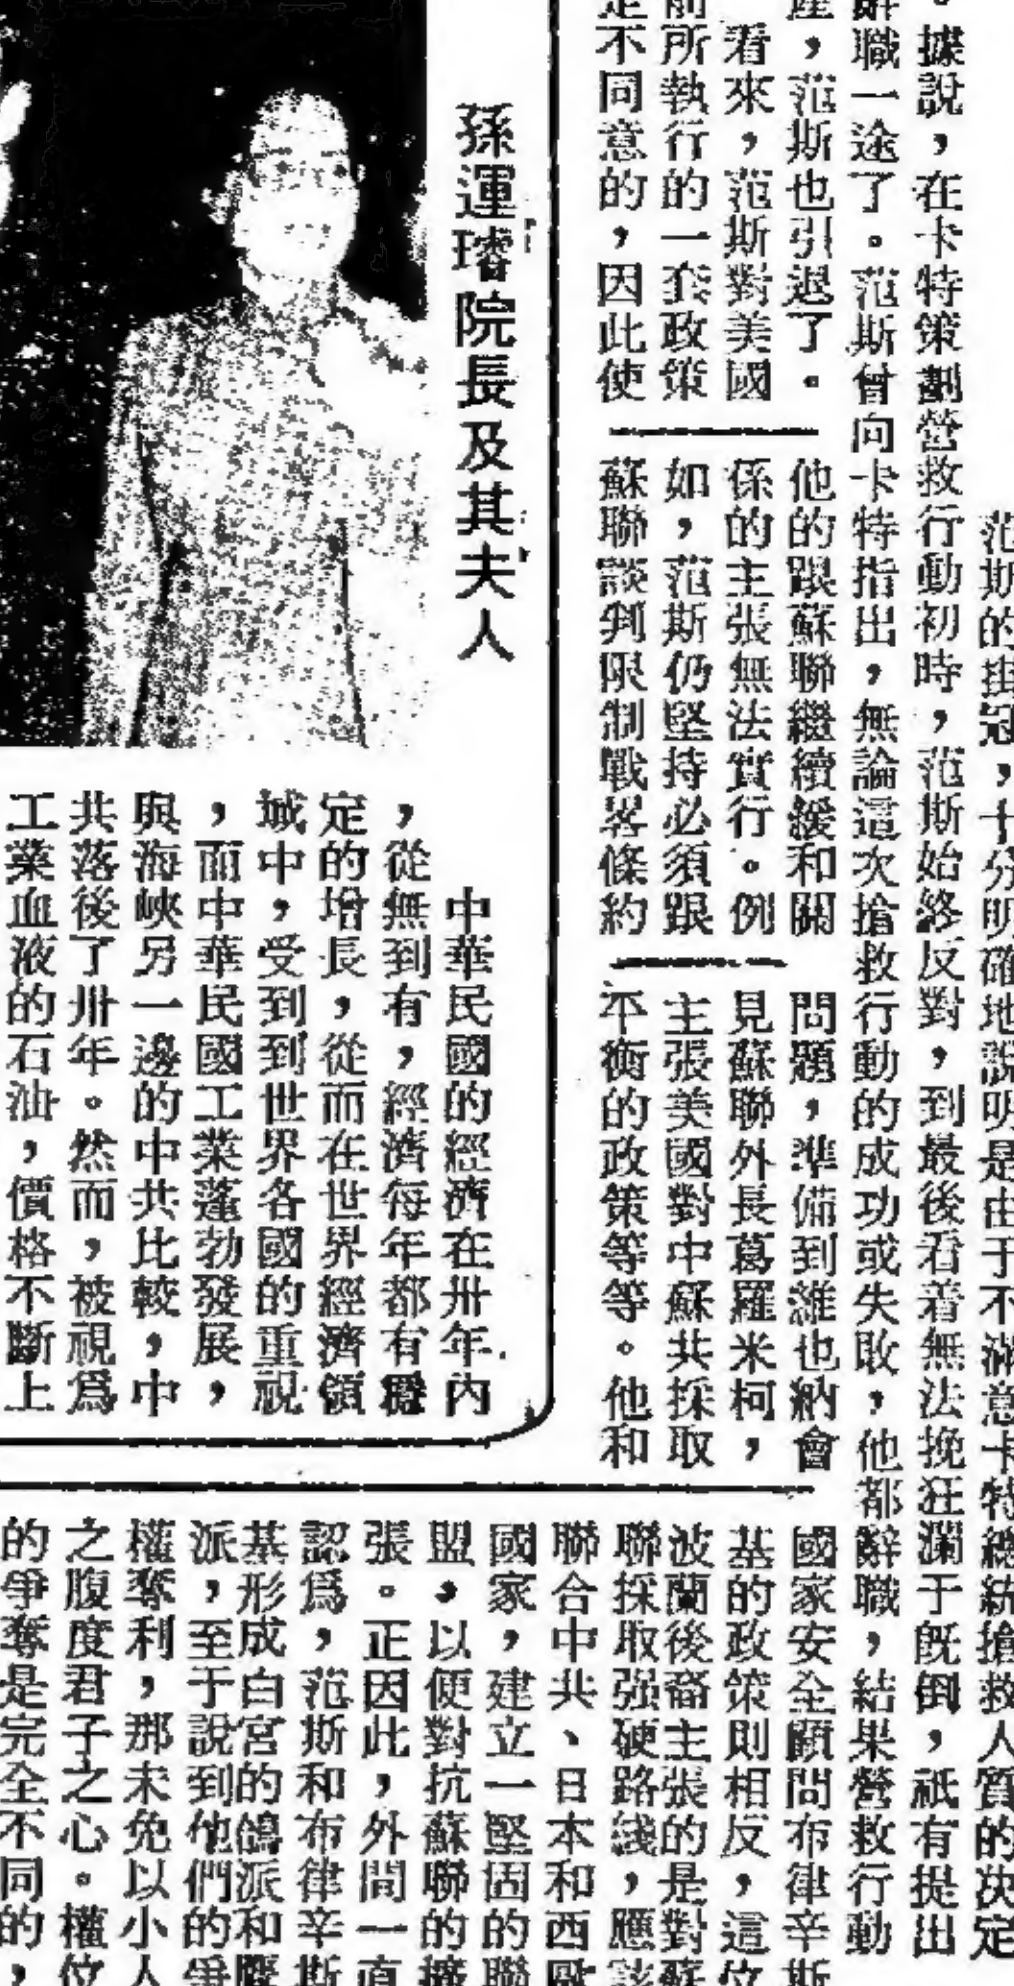 范斯的掛冠，十分明確地說明是由于不滿意卡特總統搶救人質的決定
。據說，在卡特策劃營救行動初時，范斯始終反對，到最後看着無法挽狂瀾于旣倒，祇有提出
辭職一途了。范斯曾向卡特指出，無論這次搶救行動的成功或失敗，他都辭職，結果營救行動
，范斯也引退了。
看來，范斯對美國
前所執行的一套政策
不同意的，因此使
他的跟蘇聯繼續緩和關
係的主張無法實行。例
如，范斯仍堅持必須跟
蘇聯談判限制戰畧條約
問題，準備到維也納會
見蘇聯外長葛羅米柯，
主張美國對中蘇共採取
平衡的政策等等。他和
國家安全顧問布律辛斯
基的政策則相反，這位
波蘭後裔主張的是對蘇
聯採取强硬路綫，應該
聯合中共、日本和西歐
國家，建立一堅固的聯
盟，以便對抗蘇聯的擴
張。正因此，外間一直
認爲，范斯和布律辛斯
基形成白宮的鴿派和鷹
派，至于說到他們的爭
權奪利，那未免以小人
之腹度君子之心。權位
的爭奪是完全不同的，
孫運璿院長及其夫人
中華民國的經濟在卅年內
，從無到有，經濟每年都有穩
定的增長，從而在世界經濟領
域中，受到到世界各國的重視
，而中華民國工業蓬勃發展，
與海峽另一邊的中共比較，中
共落後了卅年。然而，被視爲
工業血液的石油，價格不斷上